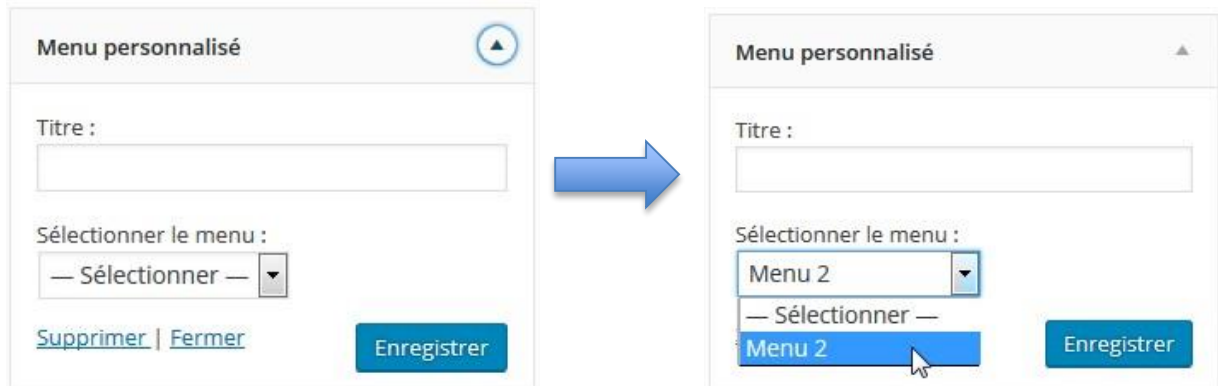 Menu personnalisé
Titre :
Sélectionner le menu :
— Sélectionner —
Supprimer | Fermer
Enregistrer
Menu personnalisé
Titre :
Sélectionner le menu :
Menu 2
— Sélectionner —
Menu 2
Enregistrer